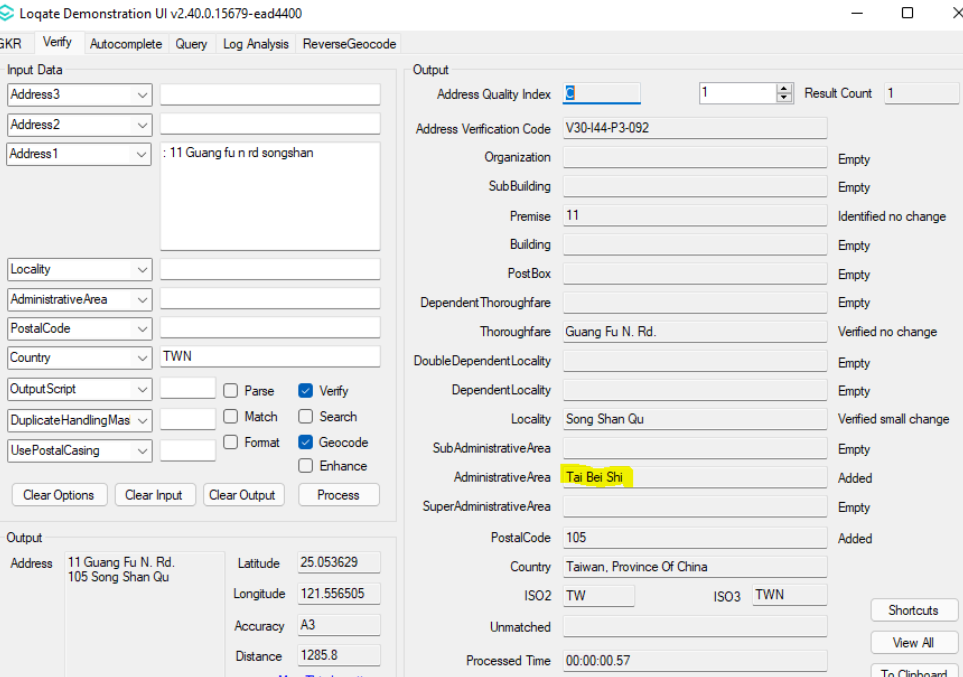 Loqate Demonstration UI v2.40.0.15679-ead4400
GKR Verify Autocomplete Query Log Analysis ReverseGeocode
Input Data
Address3
Address2
Address1 : 11 Guang fu n rd songshan
Locality
AdministrativeArea
PostalCode
Country TWN
OutputScript Parse Verify
DuplicateHandlingMas Match Search
UsePostalCasing Format Geocode
Enhance
Clear Options Clear Input Clear Output Process
Output
Address 11 Guang Fu N. Rd.
105 Song Shan Qu
Latitude 25.053629
Longitude 121.556505
Accuracy A3
Distance 1285.8
Output
Address Quality Index C 1 Result Count 1
Address Verification Code V30-I44-P3-092
Organization Empty
SubBuilding Empty
Premise 11 Identified no change
Building Empty
PostBox Empty
DependentThoroughfare Empty
Thoroughfare Guang Fu N. Rd. Verified no change
DoubleDependentLocality Empty
DependentLocality Empty
Locality Song Shan Qu Verified small change
SubAdministrativeArea Empty
AdministrativeArea Tai Bei Shi Added
SuperAdministrativeArea Empty
PostalCode 105 Added
Country Taiwan, Province Of China
ISO2 TW ISO3 TWN
Unmatched
Processed Time 00:00:00.57
Shortcuts
View All
To Clipboard